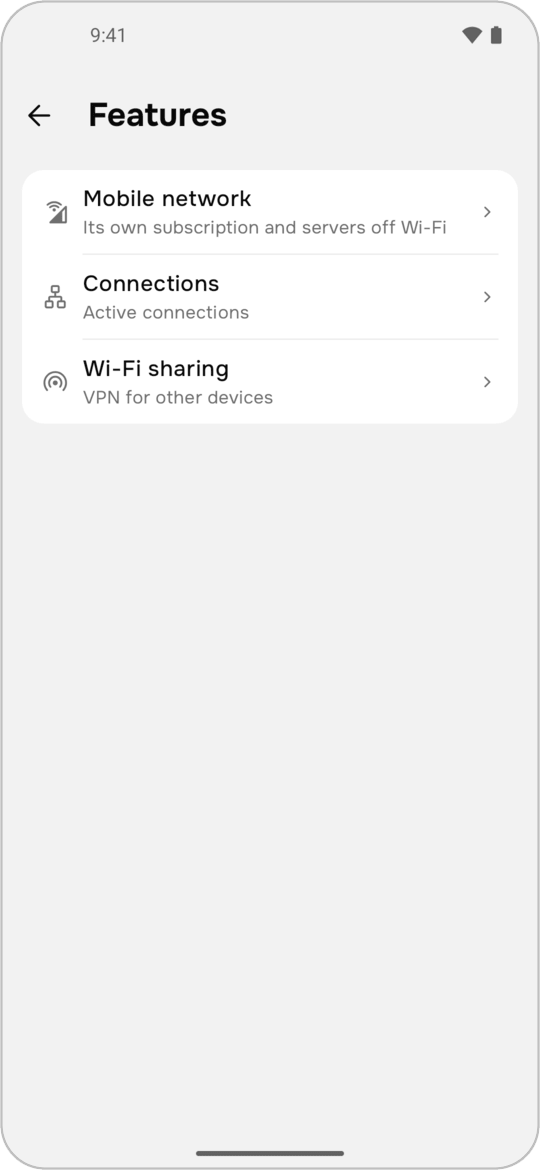 9:41
Features
Mobile network
Its own subscription and servers off Wi-Fi
Connections
Active connections
Wi-Fi sharing
VPN for other devices